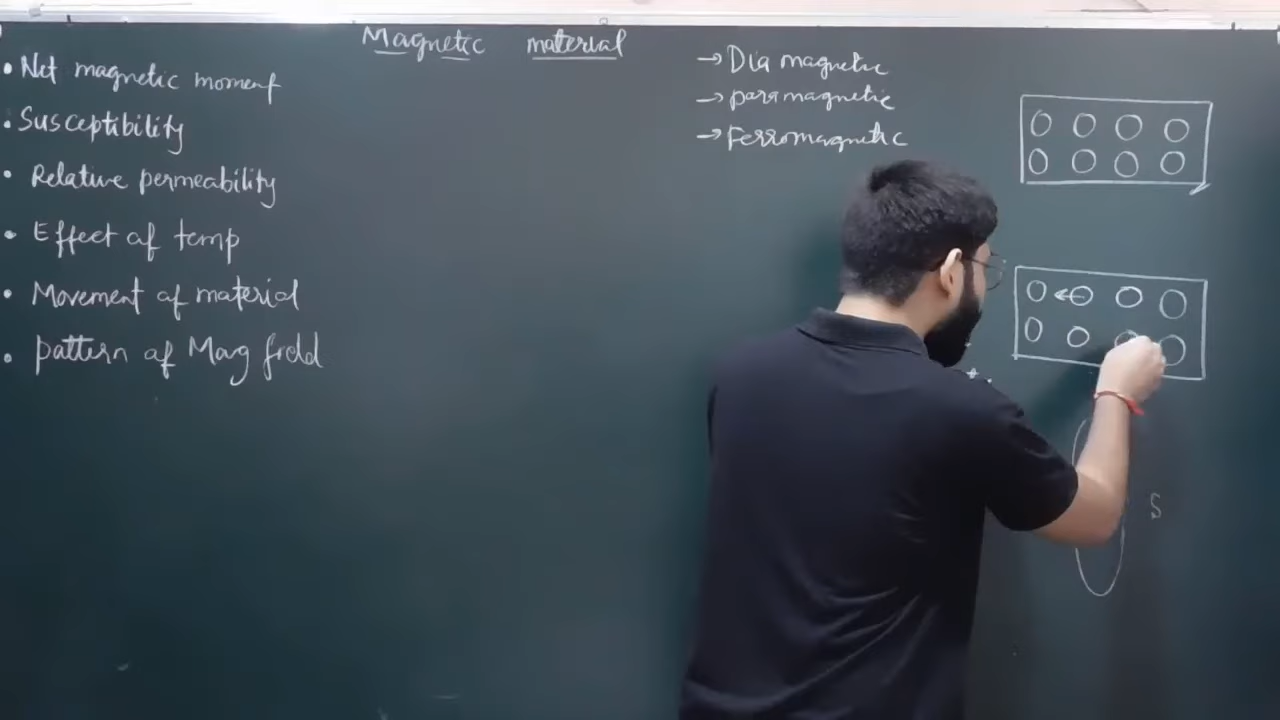 Magnetic material
• Net magnetic moment
• Susceptibility
• Relative permeability
• Effect of temp
• Movement of material
• pattern of Mag field
→ Dia magnetic
→ paramagnetic
→ Ferromagnetic
S